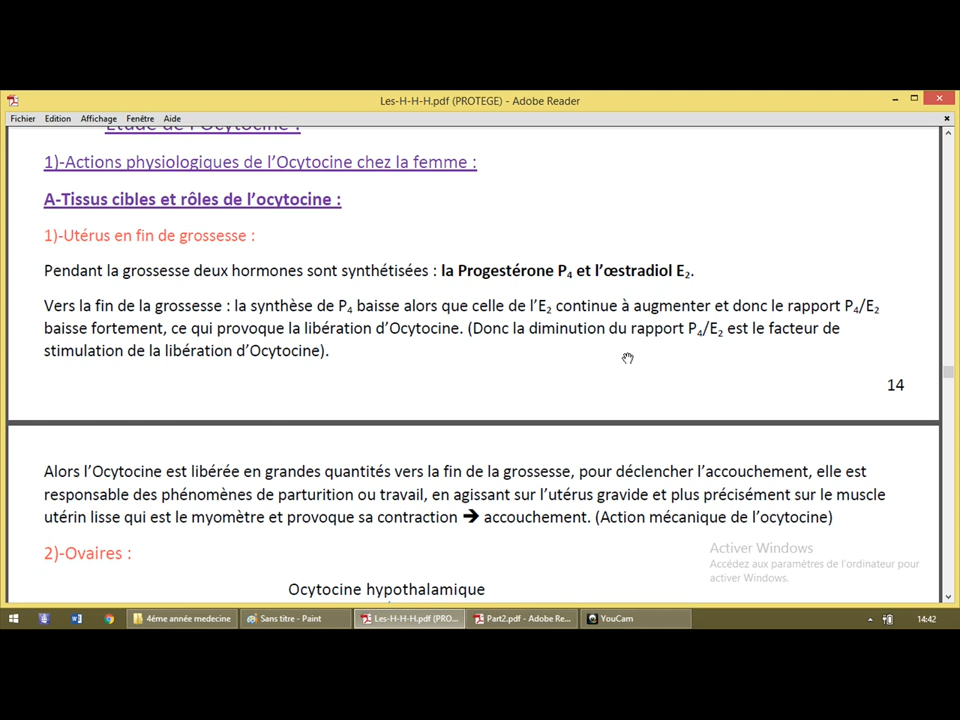 Les-H-H-H.pdf (PROTEGE) - Adobe Reader
Fichier Edition Affichage Fenêtre Aide
Etude de l'Ocytocine :
1)-Actions physiologiques de l'Ocytocine chez la femme :
A-Tissus cibles et rôles de l'ocytocine :
1)-Utérus en fin de grossesse :
Pendant la grossesse deux hormones sont synthétisées : la Progestérone P₄ et l'œstradiol E₂.
Vers la fin de la grossesse : la synthèse de P₄ baisse alors que celle de l'E₂ continue à augmenter et donc le rapport P₄/E₂
baisse fortement, ce qui provoque la libération d'Ocytocine. (Donc la diminution du rapport P₄/E₂ est le facteur de
stimulation de la libération d'Ocytocine).
14
Alors l'Ocytocine est libérée en grandes quantités vers la fin de la grossesse, pour déclencher l'accouchement, elle est
responsable des phénomènes de parturition ou travail, en agissant sur l'utérus gravide et plus précisément sur le muscle
utérin lisse qui est le myomètre et provoque sa contraction ➔ accouchement. (Action mécanique de l'ocytocine)
2)-Ovaires :
Ocytocine hypothalamique
Activer Windows
Accédez aux paramètres de l'ordinateur pour
activer Windows.
4éme année medecine Sans titre - Paint Les-H-H-H.pdf (PRO... Part2.pdf - Adobe Re... YouCam 14:42